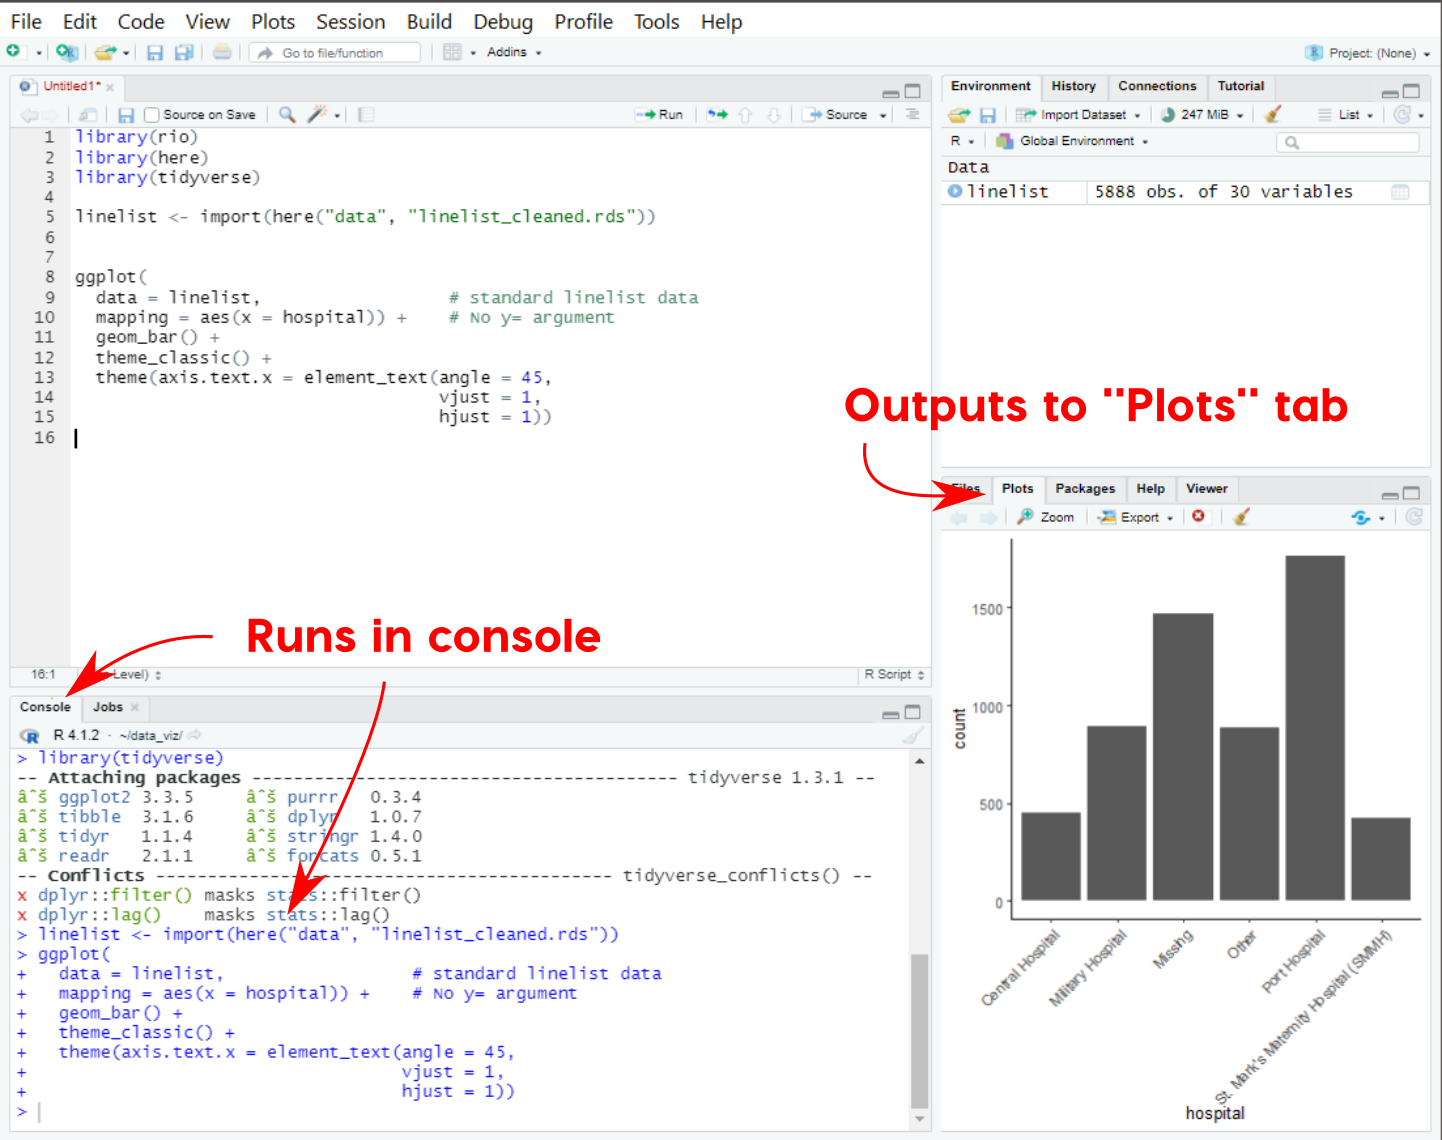 File Edit Code View Plots Session Build Debug Profile Tools Help
Go to file/function Addins Project: (None)
Untitled1*
Source on Save Run Source
1 library(rio)
2 library(here)
3 library(tidyverse)
4
5 linelist <- import(here("data", "linelist_cleaned.rds"))
6
7
8 ggplot(
9 data = linelist, # standard linelist data
10 mapping = aes(x = hospital)) + # No y= argument
11 geom_bar() +
12 theme_classic() +
13 theme(axis.text.x = element_text(angle = 45,
14 vjust = 1,
15 hjust = 1))
16
Runs in console
16:1 Level) R Script
Console Jobs
R 4.1.2 · ~/data_viz/
> library(tidyverse)
-- Attaching packages ----------------------------------------- tidyverse 1.3.1 --
âˆš ggplot2 3.3.5 âˆš purrr 0.3.4
âˆš tibble 3.1.6 âˆš dplyr 1.0.7
âˆš tidyr 1.1.4 âˆš stringr 1.4.0
âˆš readr 2.1.1 âˆš forcats 0.5.1
-- Conflicts -------------------------------------------- tidyverse_conflicts() --
x dplyr::filter() masks stats::filter()
x dplyr::lag() masks stats::lag()
> linelist <- import(here("data", "linelist_cleaned.rds"))
> ggplot(
+ data = linelist, # standard linelist data
+ mapping = aes(x = hospital)) + # No y= argument
+ geom_bar() +
+ theme_classic() +
+ theme(axis.text.x = element_text(angle = 45,
+ vjust = 1,
+ hjust = 1))
>
Environment History Connections Tutorial
Import Dataset 247 MiB List
R Global Environment
Data
linelist 5888 obs. of 30 variables
Outputs to "Plots" tab
Files Plots Packages Help Viewer
Zoom Export
1500
1000
500
0
count
Central Hospital
Military Hospital
Missing
Other
Port Hospital
St. Mark's Maternity Hospital (SMMH)
hospital